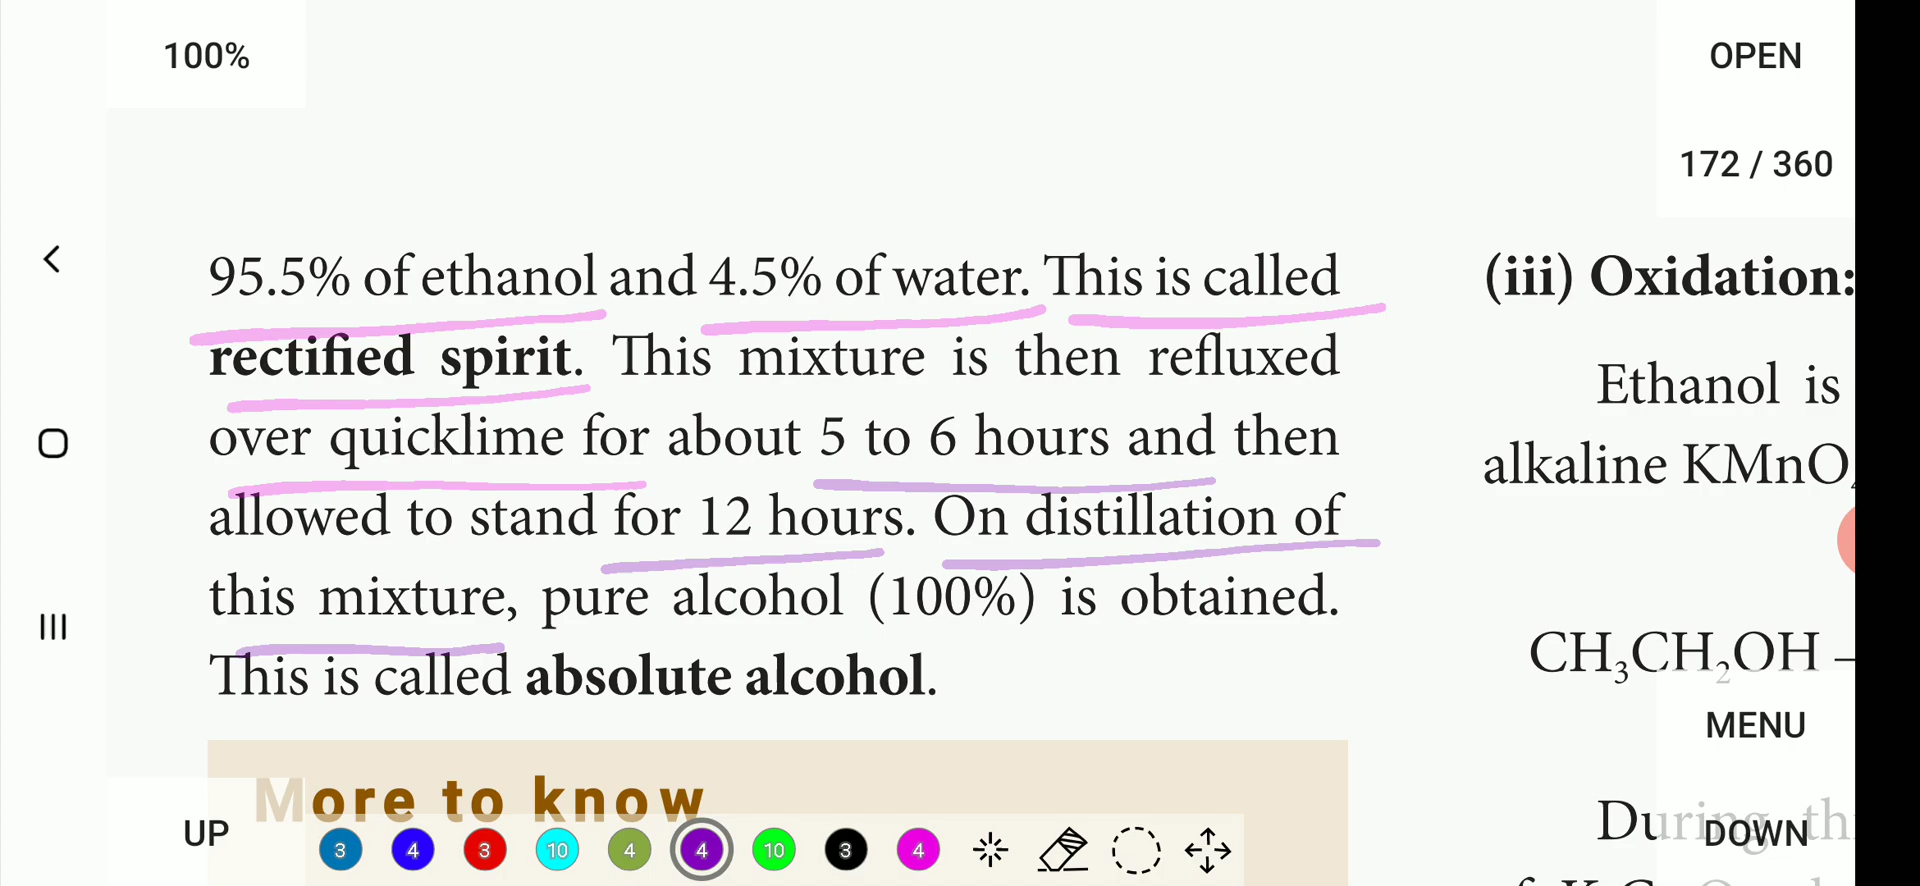 100%
OPEN
172 / 360
95.5% of ethanol and 4.5% of water. This is called
rectified spirit. This mixture is then refluxed
over quicklime for about 5 to 6 hours and then
allowed to stand for 12 hours. On distillation of
this mixture, pure alcohol (100%) is obtained.
This is called absolute alcohol.
More to know
(iii) Oxidation:
Ethanol is
alkaline KMnO
CH₃CH₂OH –
During th
MENU
UP
DOWN
3 4 3 10 4 4 10 3 4